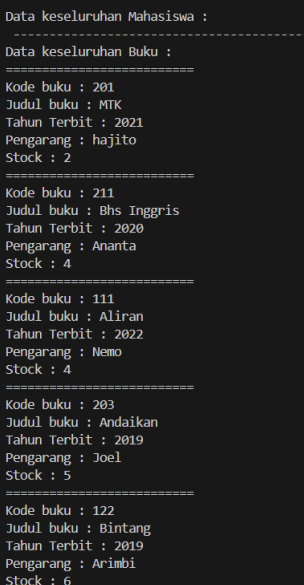 Data keseluruhan Mahasiswa :
----------------------------------------
Data keseluruhan Buku :
==========================
Kode buku : 201
Judul buku : MTK
Tahun Terbit : 2021
Pengarang : hajito
Stock : 2
==========================
Kode buku : 211
Judul buku : Bhs Inggris
Tahun Terbit : 2020
Pengarang : Ananta
Stock : 4
==========================
Kode buku : 111
Judul buku : Aliran
Tahun Terbit : 2022
Pengarang : Nemo
Stock : 4
==========================
Kode buku : 203
Judul buku : Andaikan
Tahun Terbit : 2019
Pengarang : Joel
Stock : 5
==========================
Kode buku : 122
Judul buku : Bintang
Tahun Terbit : 2019
Pengarang : Arimbi
Stock : 6